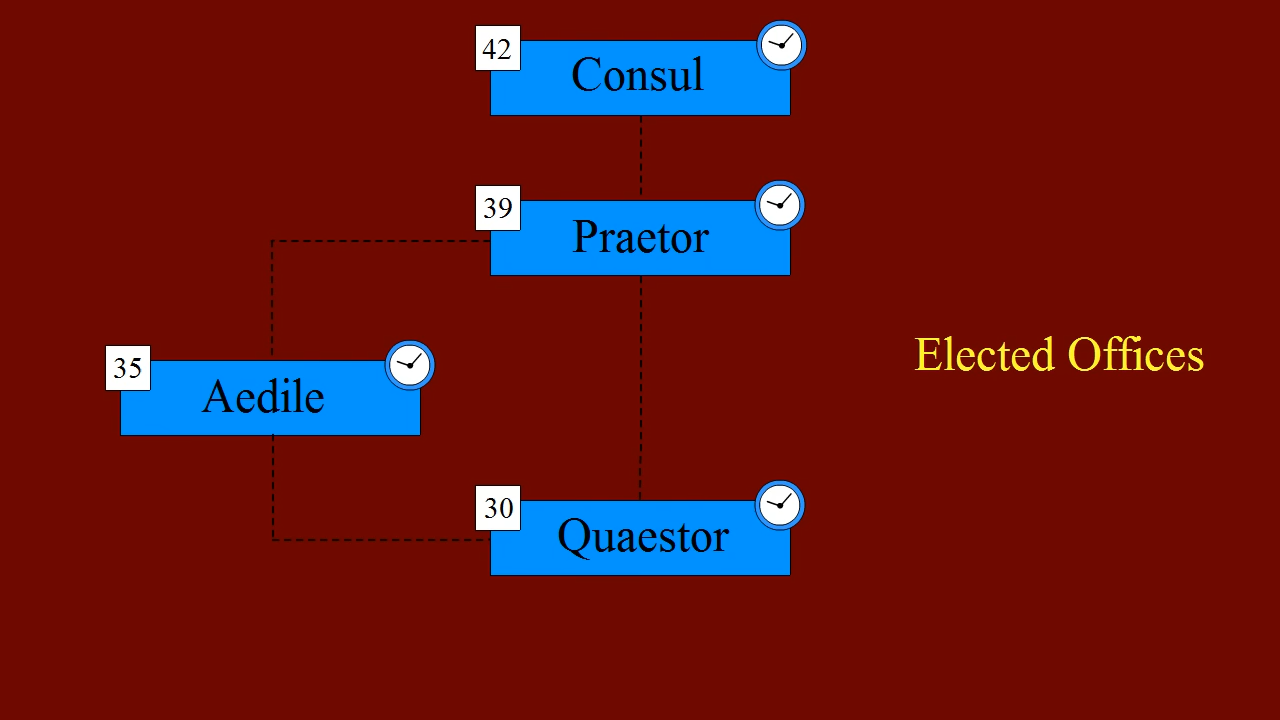 42
Consul
39
Praetor
35
Aedile
Elected Offices
30
Quaestor